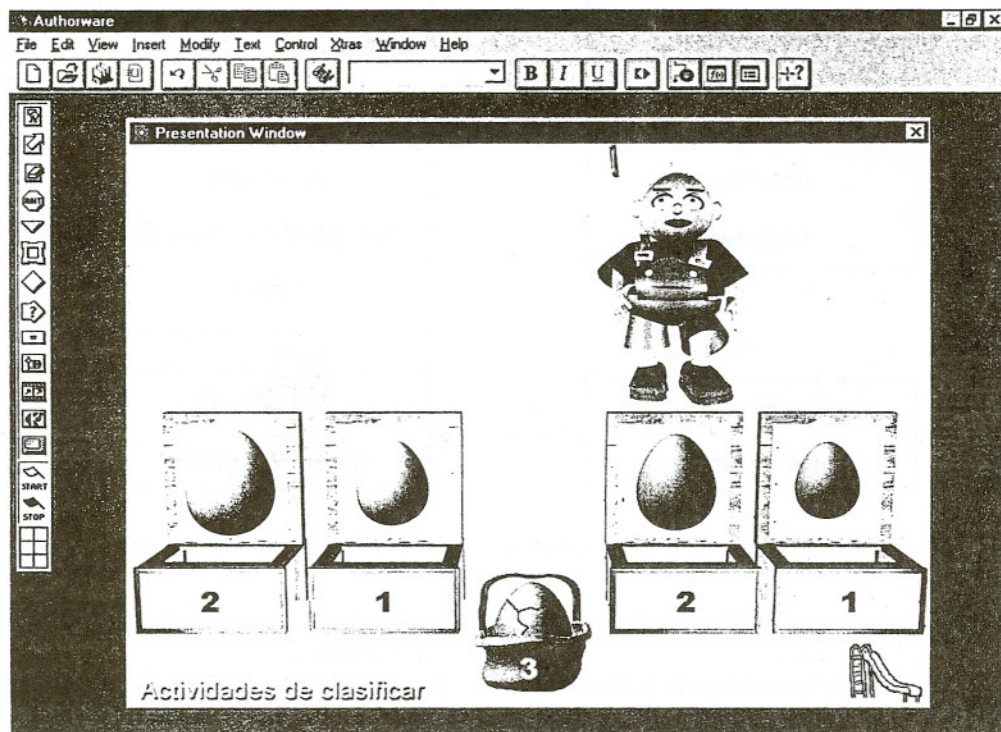 Authorware
File Edit View Insert Modify Text Control Xtras Window Help
B I U
Presentation Window
WAIT
START
STOP
2 1 2 1
3
Actividades de clasificar